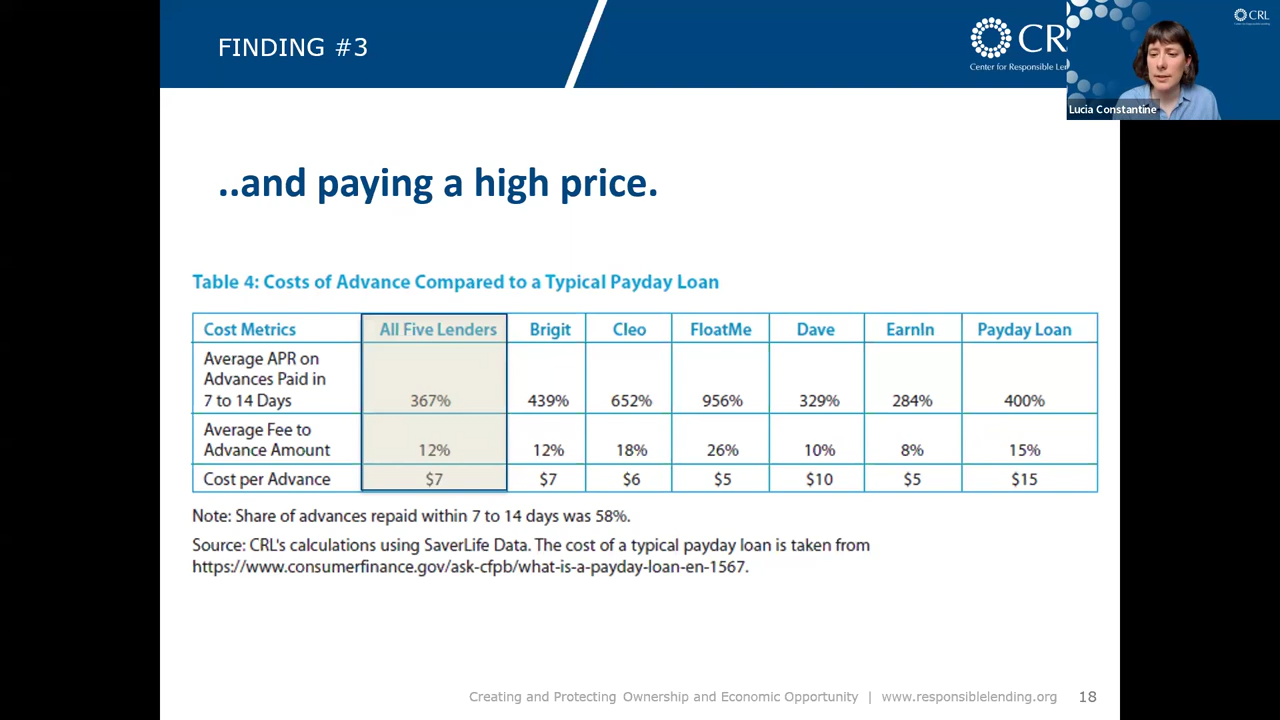 FINDING #3
CR
Center for Responsible Le
CRL
Lucia Constantine
..and paying a high price.
Table 4: Costs of Advance Compared to a Typical Payday Loan
Cost Metrics All Five Lenders Brigit Cleo FloatMe Dave EarnIn Payday Loan
Average APR on
Advances Paid in
7 to 14 Days 367% 439% 652% 956% 329% 284% 400%
Average Fee to
Advance Amount 12% 12% 18% 26% 10% 8% 15%
Cost per Advance $7 $7 $6 $5 $10 $5 $15
Note: Share of advances repaid within 7 to 14 days was 58%.
Source: CRL's calculations using SaverLife Data. The cost of a typical payday loan is taken from
https://www.consumerfinance.gov/ask-cfpb/what-is-a-payday-loan-en-1567.
Creating and Protecting Ownership and Economic Opportunity | www.responsiblelending.org 18